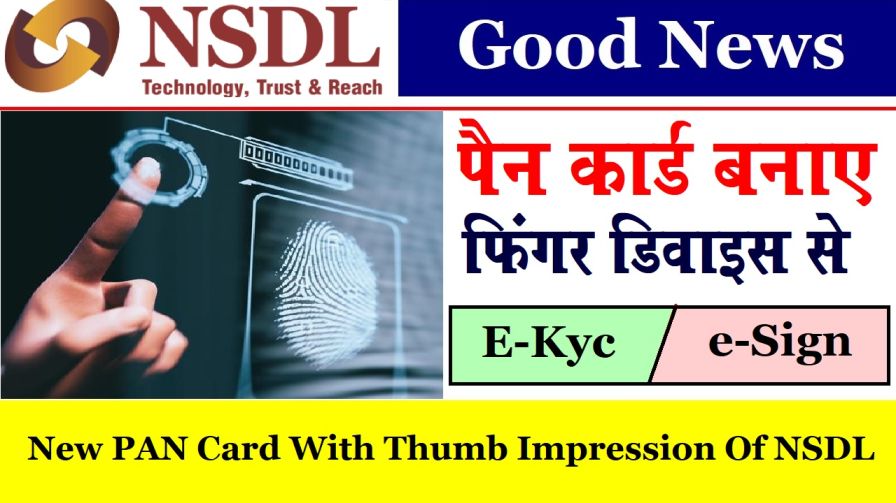 NSDL
Technology, Trust & Reach
Good News
पैन कार्ड बनाए
फिंगर डिवाइस से
E-Kyc
e-Sign
New PAN Card With Thumb Impression Of NSDL